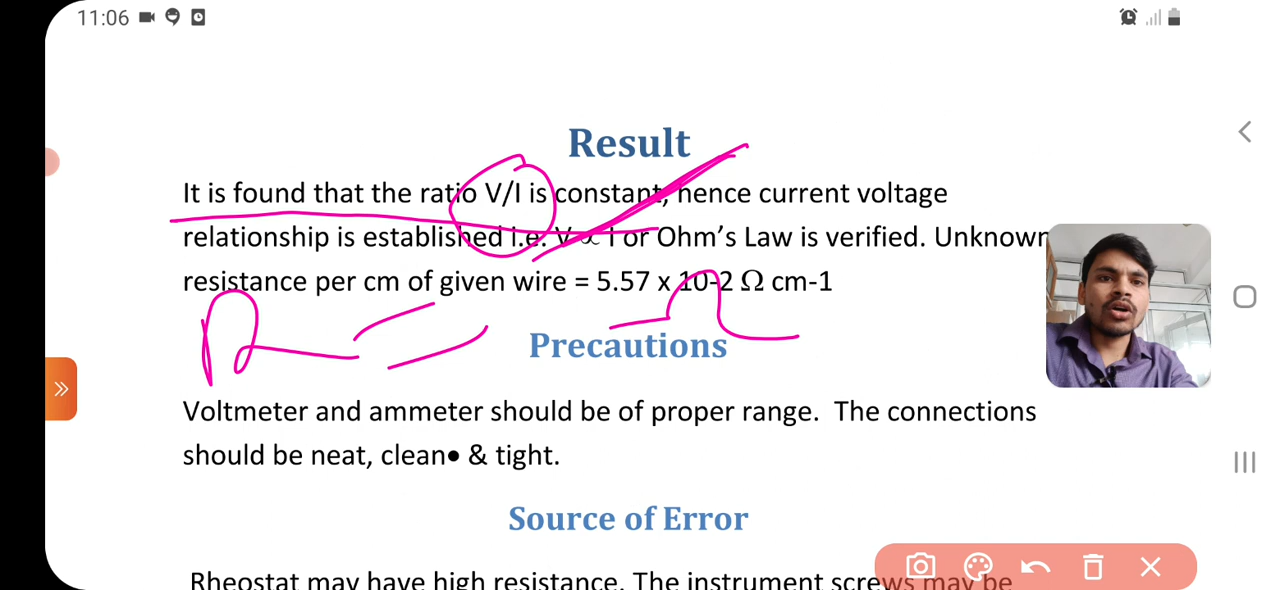 11:06
Result
It is found that the ratio V/I is constant, hence current voltage
relationship is established i.e. V ∝ I or Ohm's Law is verified. Unknown
resistance per cm of given wire = 5.57 x 10-2 Ω cm-1
R = Ω
Precautions
Voltmeter and ammeter should be of proper range. The connections
should be neat, clean• & tight.
Source of Error
Rheostat may have high resistance. The instrument screws may be